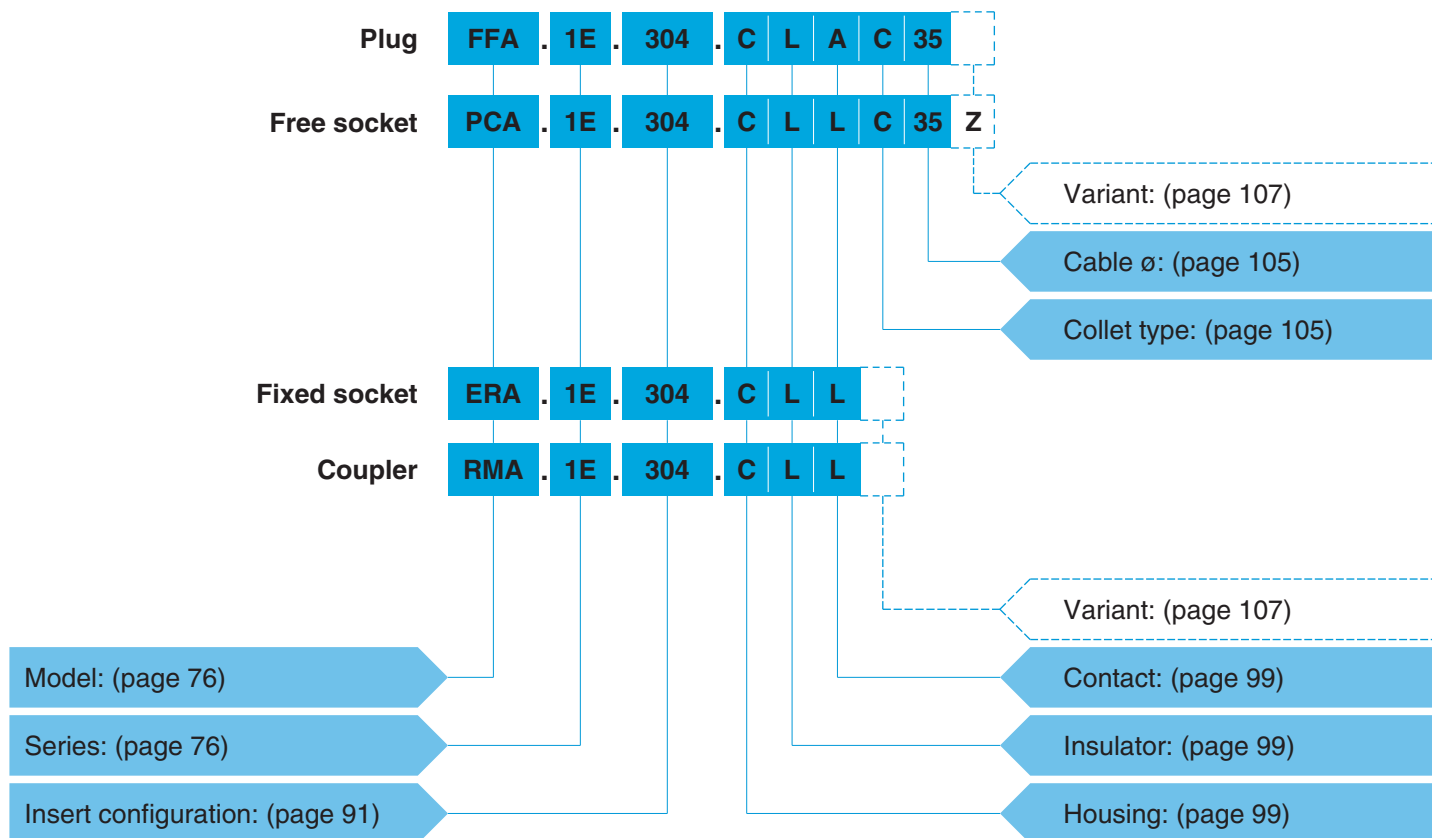 Plug FFA . 1E . 304 . C L A C 35
Free socket PCA . 1E . 304 . C L L C 35 Z
Variant: (page 107)
Cable ø: (page 105)
Collet type: (page 105)
Fixed socket ERA . 1E . 304 . C L L
Coupler RMA . 1E . 304 . C L L
Variant: (page 107)
Model: (page 76) Contact: (page 99)
Series: (page 76) Insulator: (page 99)
Insert configuration: (page 91) Housing: (page 99)